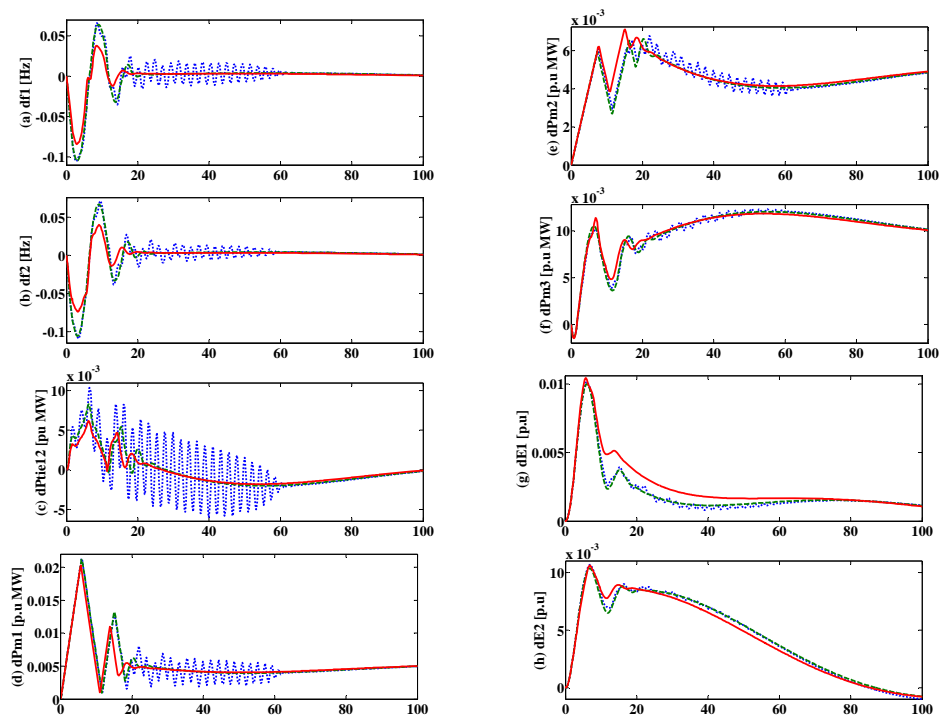 0.05
0
-0.05
-0.1
(a) df1 [Hz]
0 20 40 60 80 100
0.05
0
-0.05
-0.1
(b) df2 [Hz]
0 20 40 60 80 100
x 10⁻³
10
5
0
-5
(c) dPtie12 [pu MW]
0 20 40 60 80 100
0.02
0.015
0.01
0.005
0
(d) dPm1 [p.u MW]
0 20 40 60 80 100
x 10⁻³
6
4
2
0
(e) dPm2 [p.u MW]
0 20 40 60 80 100
x 10⁻³
10
5
0
(f) dPm3 [p.u MW]
0 20 40 60 80 100
0.01
0.005
0
(g) dE1 [p.u]
0 20 40 60 80 100
x 10⁻³
10
5
0
(h) dE2 [p.u]
0 20 40 60 80 100